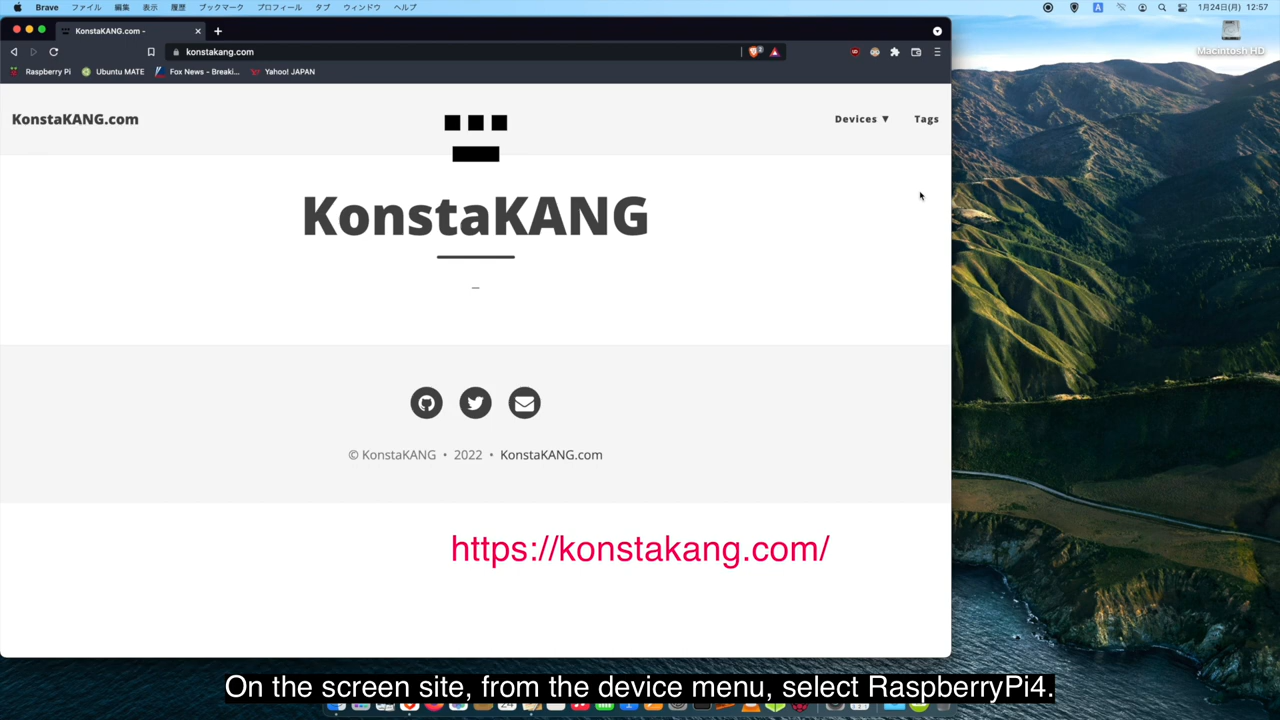 Brave ファイル 編集 表示 履歴 ブックマーク プロフィール タブ ウィンドウ ヘルプ A 1月24日(月) 12:57
KonstaKANG.com -
konstakang.com
Raspberry Pi Ubuntu MATE Fox News - Breaki... Yahoo! JAPAN
Macintosh HD
KonstaKANG.com Devices ▼ Tags
KonstaKANG
© KonstaKANG • 2022 • KonstaKANG.com
https://konstakang.com/
On the screen site, from the device menu, select RaspberryPi4.